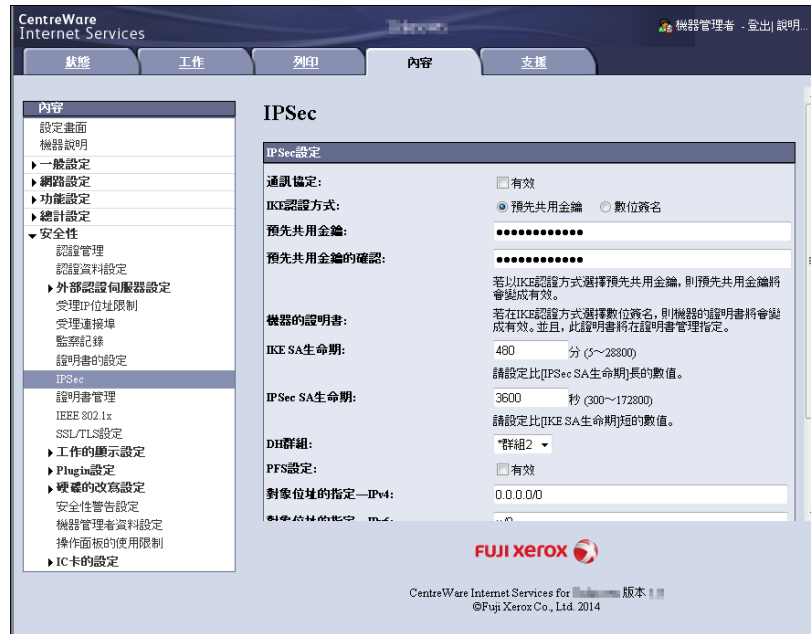 CentreWare
Internet Services
機器管理者 - 登出| 說明...
狀態 工作 列印 內容 支援
內容
設定畫面
機器說明
一般設定
網路設定
功能設定
總計設定
安全性
認證管理
認證資料設定
外部認證伺服器設定
受理IP位址限制
受理連接埠
監察記錄
證明書的設定
IPSec
證明書管理
IEEE 802.1x
SSL/TLS設定
工作的顯示設定
Plugin設定
硬碟的改寫設定
安全性警告設定
機器管理者資料設定
操作面板的使用限制
IC卡的設定
IPSec
IPSec設定
通訊協定: 有效
IKE認證方式: 預先共用金鑰 數位簽名
預先共用金鑰: ●●●●●●●●●●●●
預先共用金鑰的確認: ●●●●●●●●●●●●
若以IKE認證方式選擇預先共用金鑰, 則預先共用金鑰將
會變成有效。
機器的證明書: 若在IKE認證方式選擇數位簽名, 則機器的證明書將會變
成有效。並且, 此證明書將在證明書管理指定。
IKE SA生命期: 480 分 (5~28800)
請設定比[IPSec SA生命期]長的數值。
IPSec SA生命期: 3600 秒 (300~172800)
請設定比[IKE SA生命期]短的數值。
DH群組: *群組2
PFS設定: 有效
對象位址的指定—IPv4: 0.0.0.0/0
FUJI XEROX
CentreWare Internet Services for 版本
©Fuji Xerox Co., Ltd. 2014